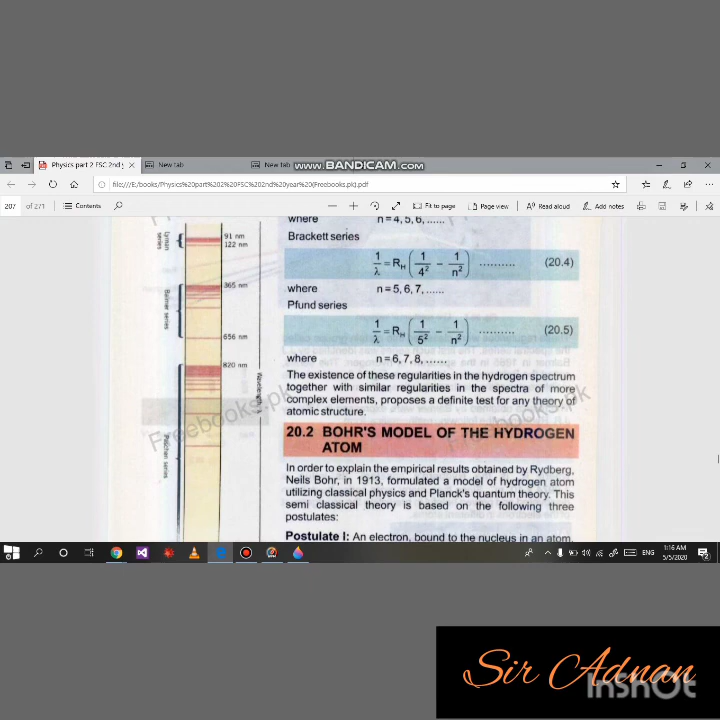 Physics part 2 FSC 2nd y
New tab
New tab
WWW.BANDICAM.COM
file:///E:/books/Physics%20part%202%20FSC%202nd%20year%20(Freebooks.pk).pdf
207 of 271
Contents
Fit to page
Page view
Read aloud
Add notes
where n=4,5,6,......
Lyman series
91 nm
122 nm
Brackett series
1/λ = R_H (1/4² − 1/n²) .......... (20.4)
where n=5,6,7,......
Balmer series
365 nm
Pfund series
1/λ = R_H (1/5² − 1/n²) .......... (20.5)
656 nm
where n=6,7,8,......
820 nm
Wavelength
Paschen series
The existence of these regularities in the hydrogen spectrum
together with similar regularities in the spectra of more
complex elements, proposes a definite test for any theory of
atomic structure.
Freebooks.pk
20.2 BOHR'S MODEL OF THE HYDROGEN
ATOM
In order to explain the empirical results obtained by Rydberg,
Neils Bohr, in 1913, formulated a model of hydrogen atom
utilizing classical physics and Planck's quantum theory. This
semi classical theory is based on the following three
postulates:
Postulate I: An electron, bound to the nucleus in an atom,
ENG
1:16 AM
5/5/2020
2
Sir Adnan
InShOt